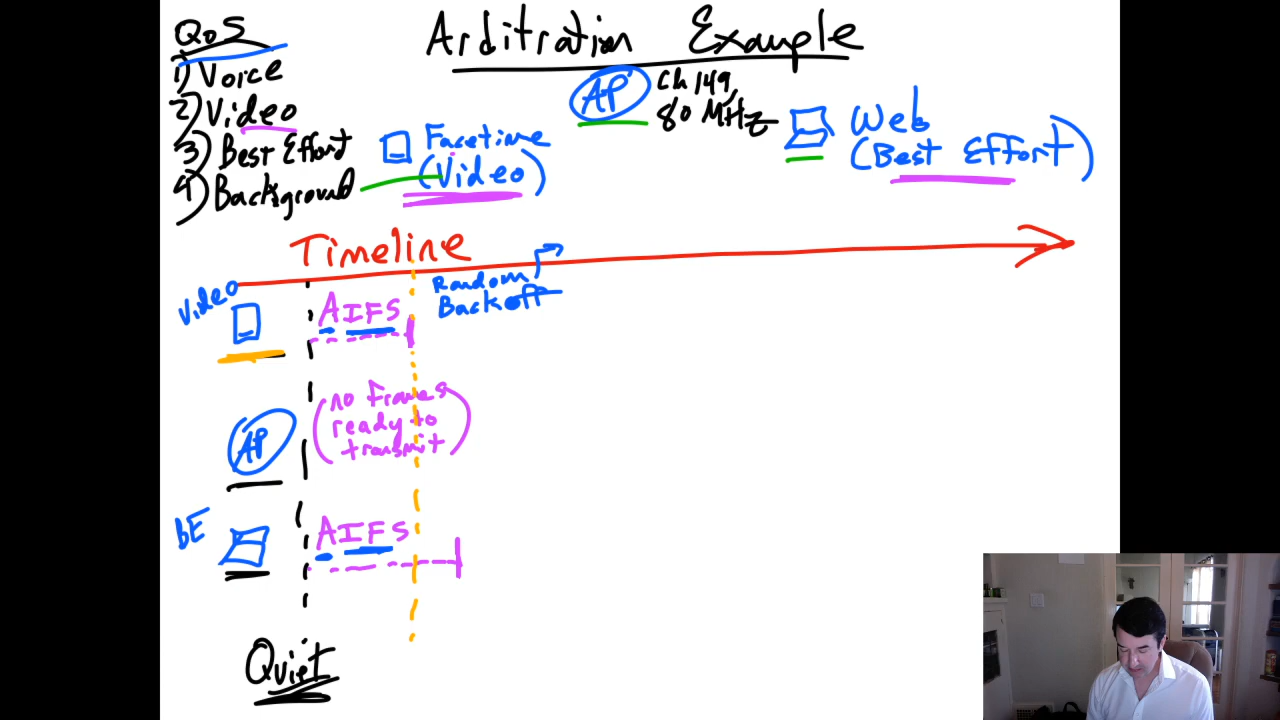 QoS
1) Voice
2) Video
3) Best Effort
4) Background
Arbitration Example
AP
Ch 149,
80 MHz
Facetime
(Video)
Web
(Best Effort)
Timeline
Random
Backoff
Video
AIFS
AP
(no frames
ready to
transmit)
BE
AIFS
Quiet